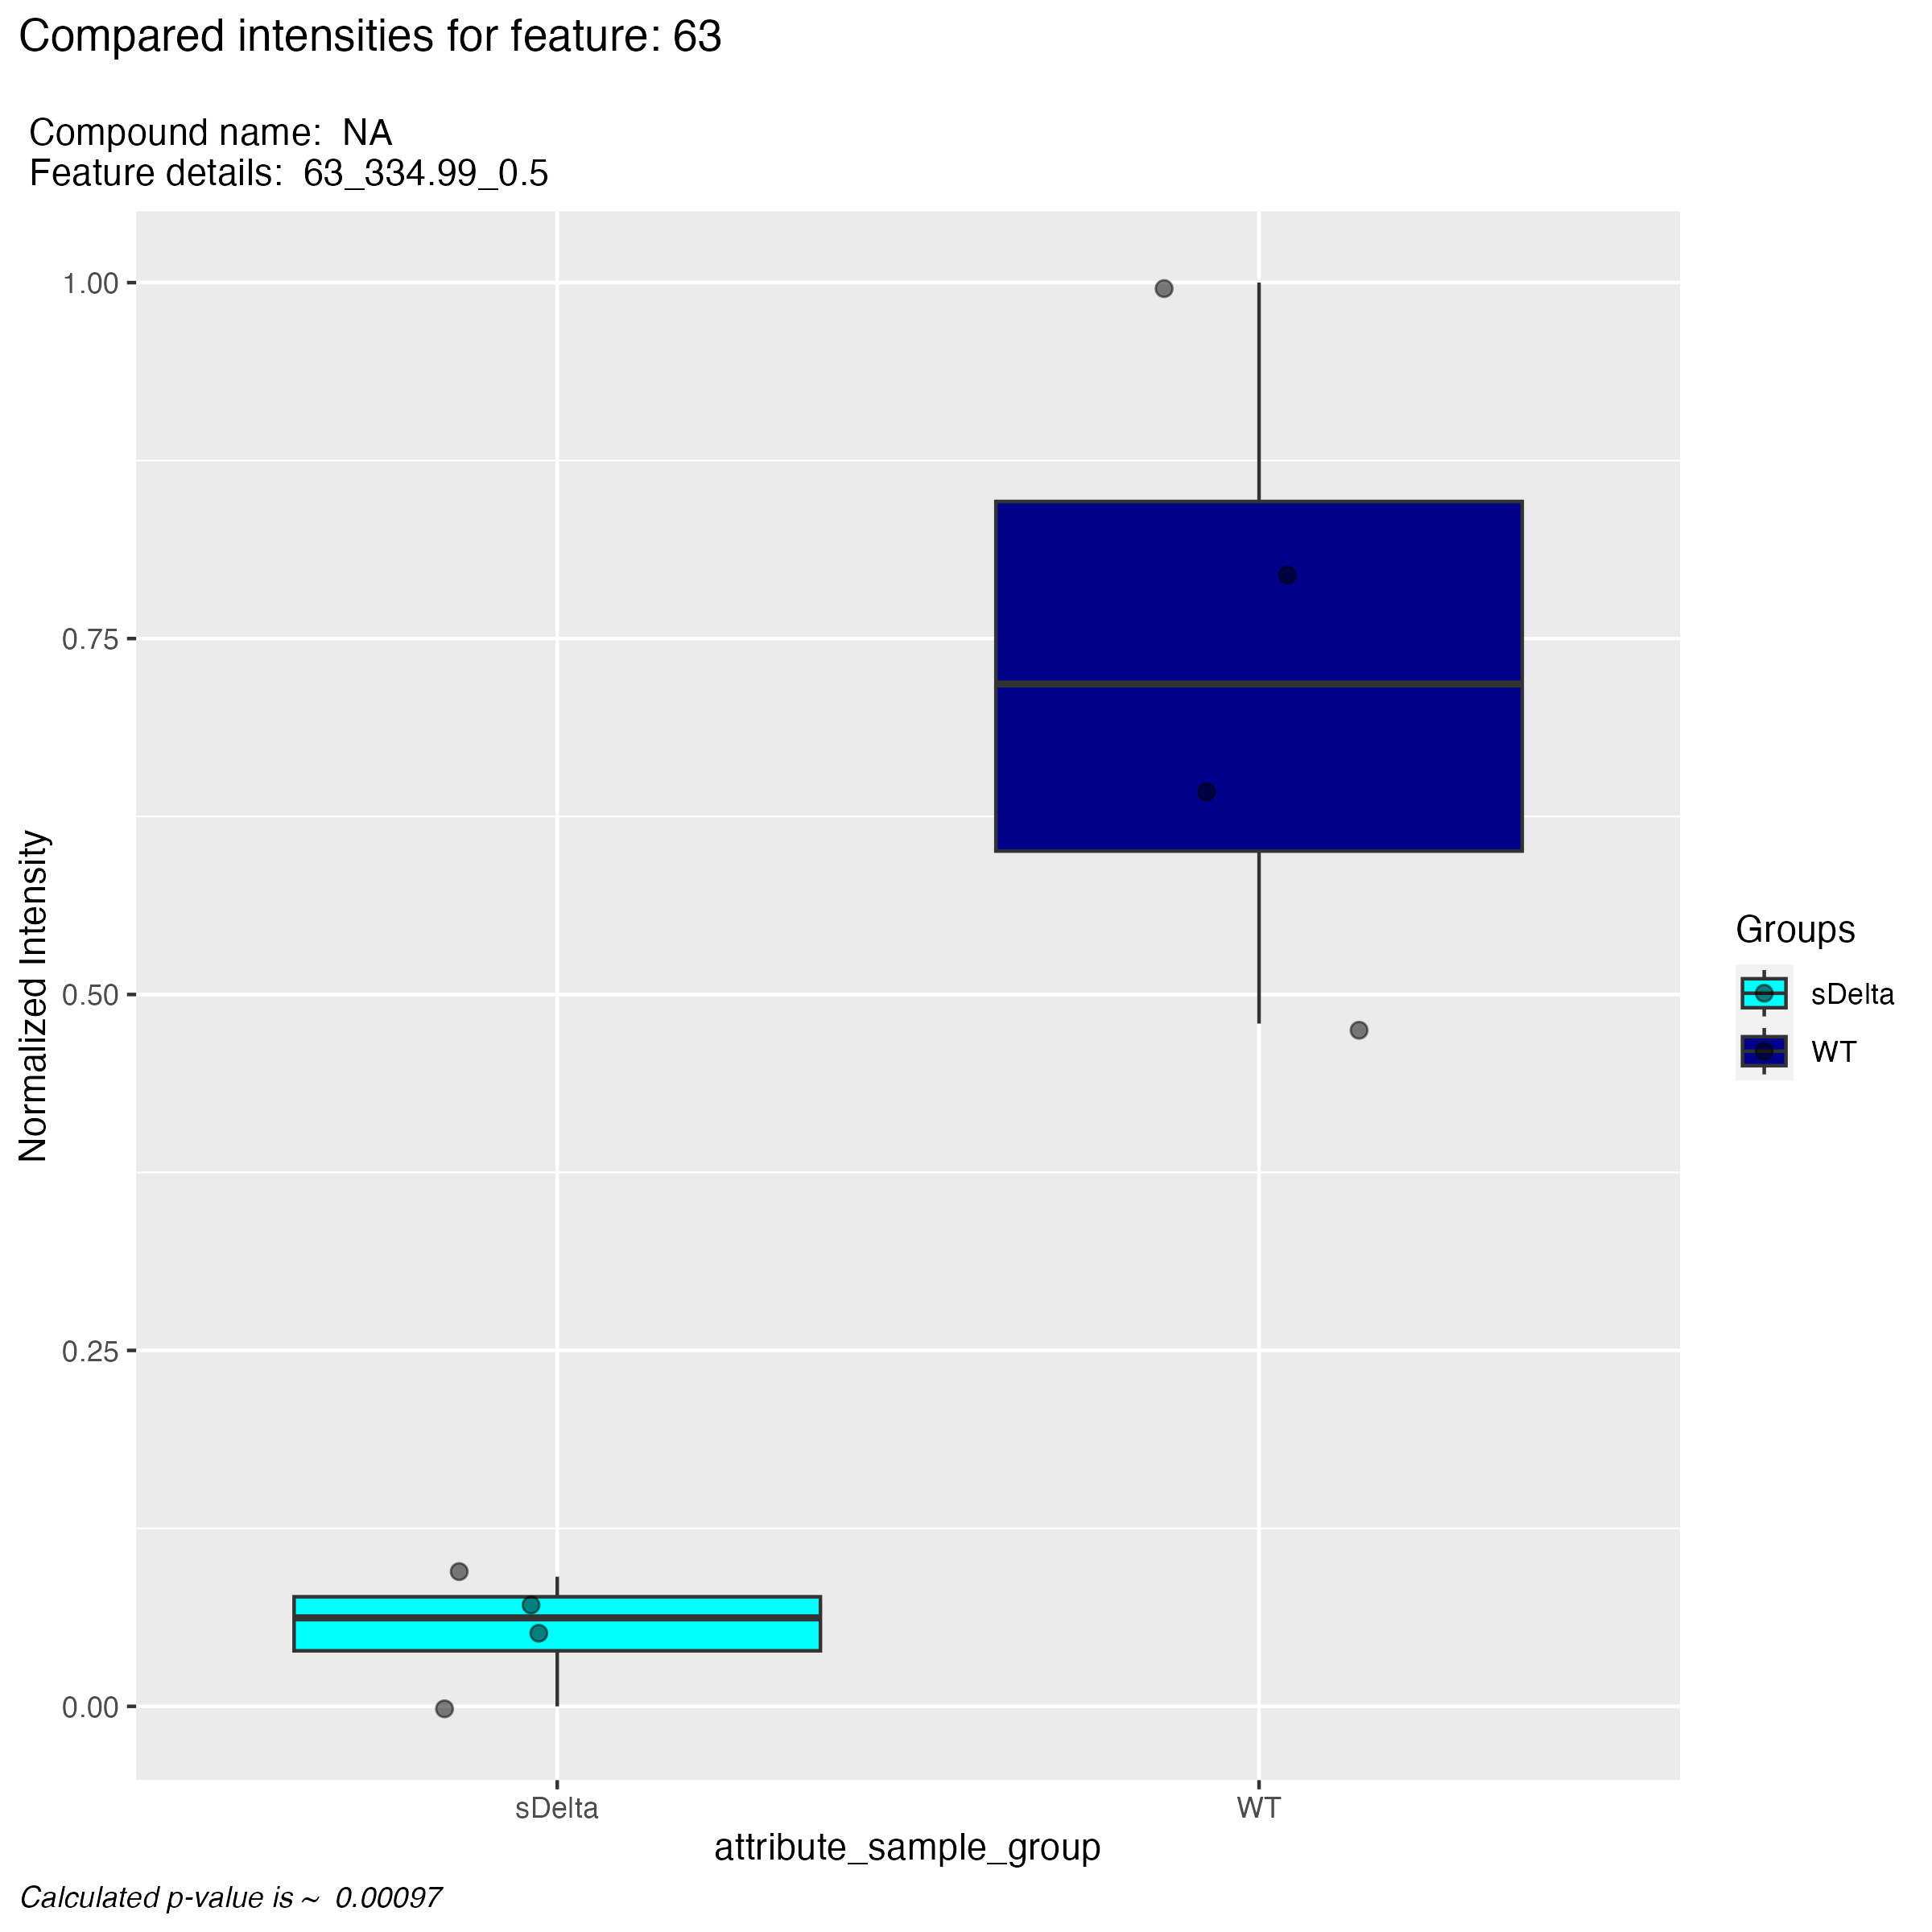 Compared intensities for feature: 63
Compound name:  NA
Feature details:  63_334.99_0.5
Normalized Intensity
1.00
0.75
0.50
0.25
0.00
sDelta
WT
attribute_sample_group
Groups
sDelta
WT
Calculated p-value is ~  0.00097